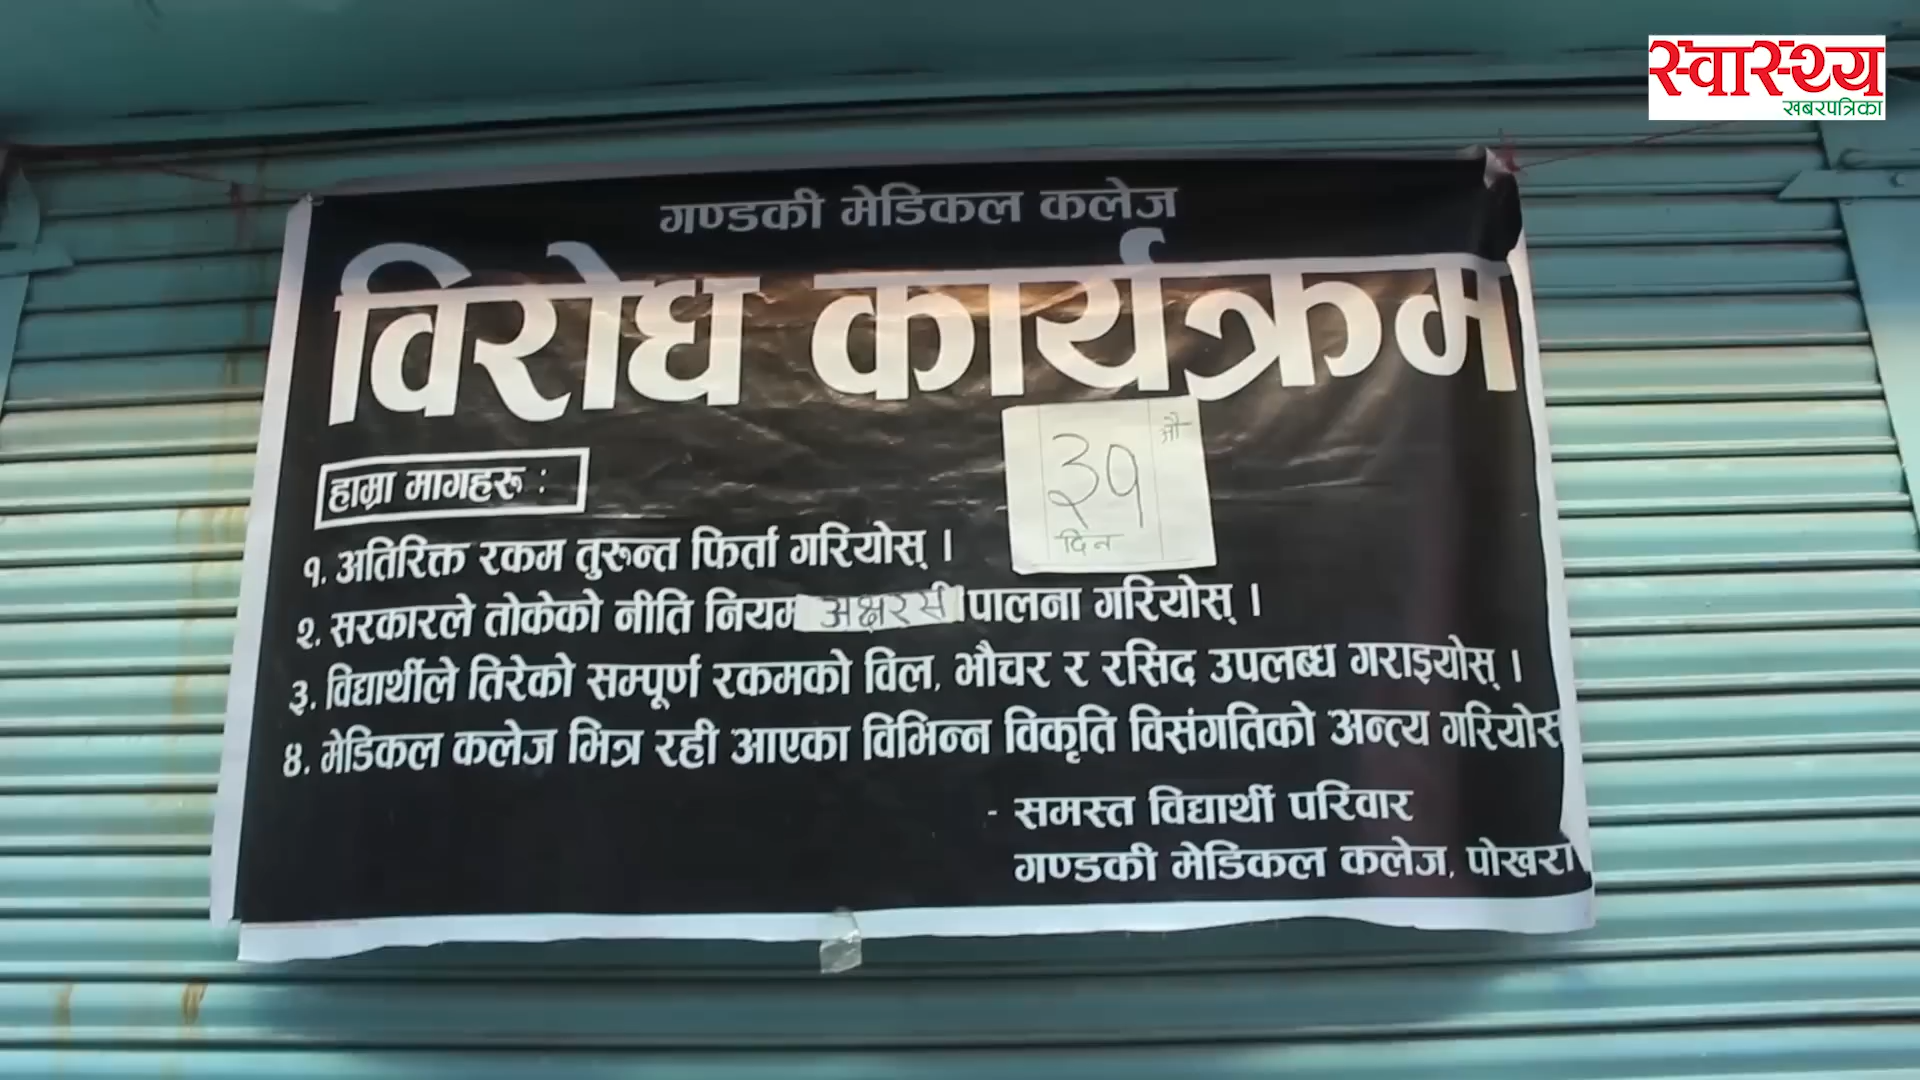 स्वास्थ्य
खबरपत्रिका
गण्डकी मेडिकल कलेज
विरोध कार्यक्रम
३१ औ
दिन
हाम्रा मागहरु :
१. अतिरिक्त रकम तुरुन्त फिर्ता गरियोस् ।
२. सरकारले तोकेको नीति नियम अक्षरस पालना गरियोस् ।
३. विद्यार्थीले तिरेको सम्पूर्ण रकमको विल, भौचर र रसिद उपलब्ध गराइयोस् ।
४. मेडिकल कलेज भित्र रही आएका विभिन्न विकृति विसंगतिको अन्त्य गरियोस
- समस्त विद्यार्थी परिवार
गण्डकी मेडिकल कलेज, पोखरा